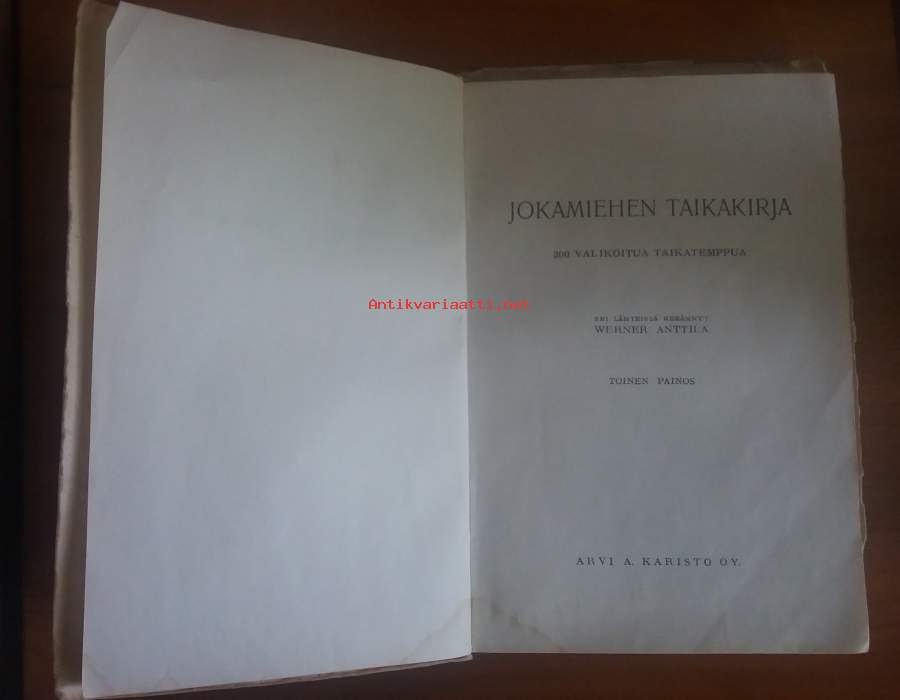 JOKAMIEHEN TAIKAKIRJA
200 VALIKOITUA TAIKATEMPPUA
Antikvariaatti.net
ERI LÄHTEISTÄ KERÄNNYT
WERNER ANTTILA
TOINEN PAINOS
ARVI A. KARISTO OY.